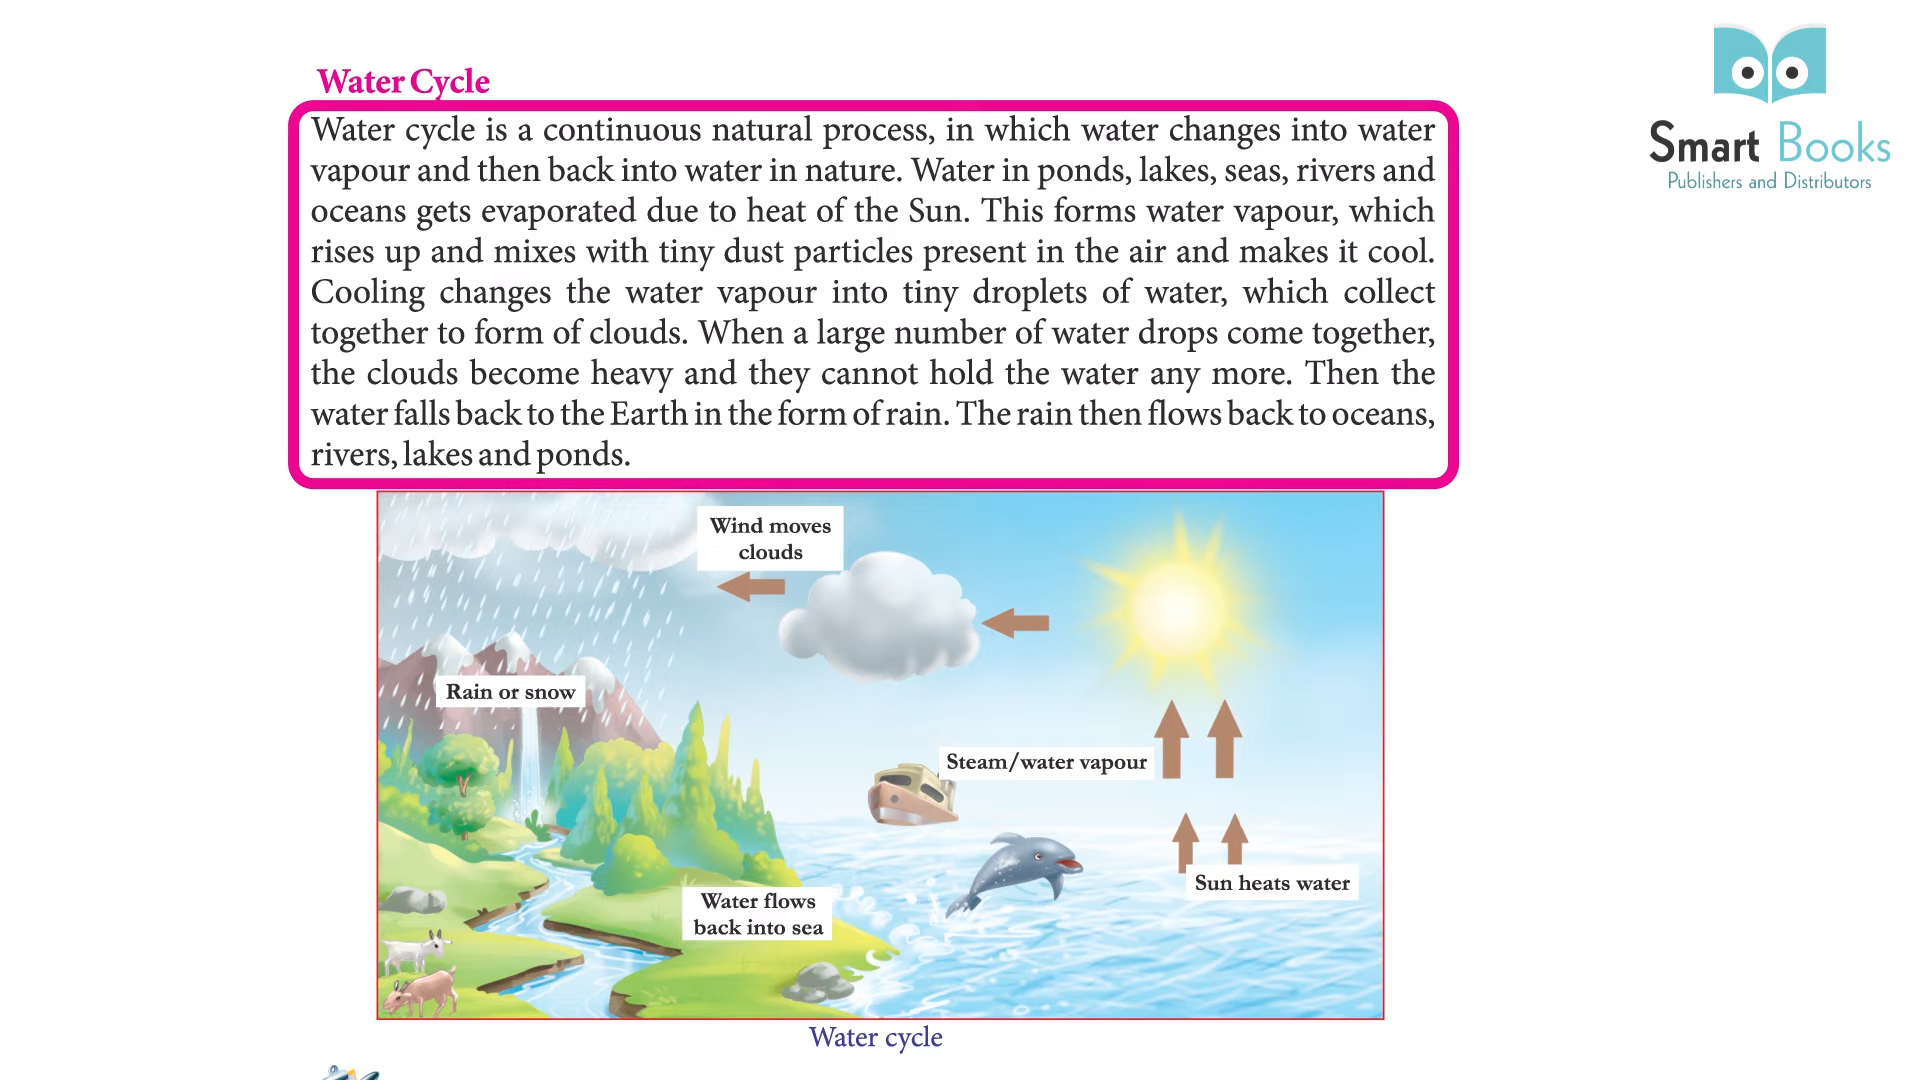 Water Cycle
Water cycle is a continuous natural process, in which water changes into water
vapour and then back into water in nature. Water in ponds, lakes, seas, rivers and
oceans gets evaporated due to heat of the Sun. This forms water vapour, which
rises up and mixes with tiny dust particles present in the air and makes it cool.
Cooling changes the water vapour into tiny droplets of water, which collect
together to form of clouds. When a large number of water drops come together,
the clouds become heavy and they cannot hold the water any more. Then the
water falls back to the Earth in the form of rain. The rain then flows back to oceans,
rivers, lakes and ponds.
Smart Books
Publishers and Distributors
Wind moves
clouds
Rain or snow
Steam/water vapour
Sun heats water
Water flows
back into sea
Water cycle